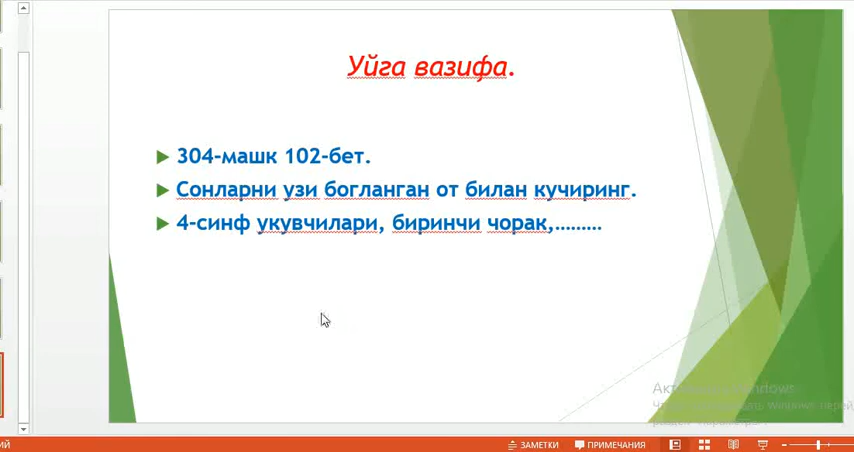 Уйга вазифа.
304-машк 102-бет.
Сонларни узи богланган от билан кучиринг.
4-синф укувчилари, биринчи чорак,.........
ЗАМЕТКИ ПРИМЕЧАНИЯ